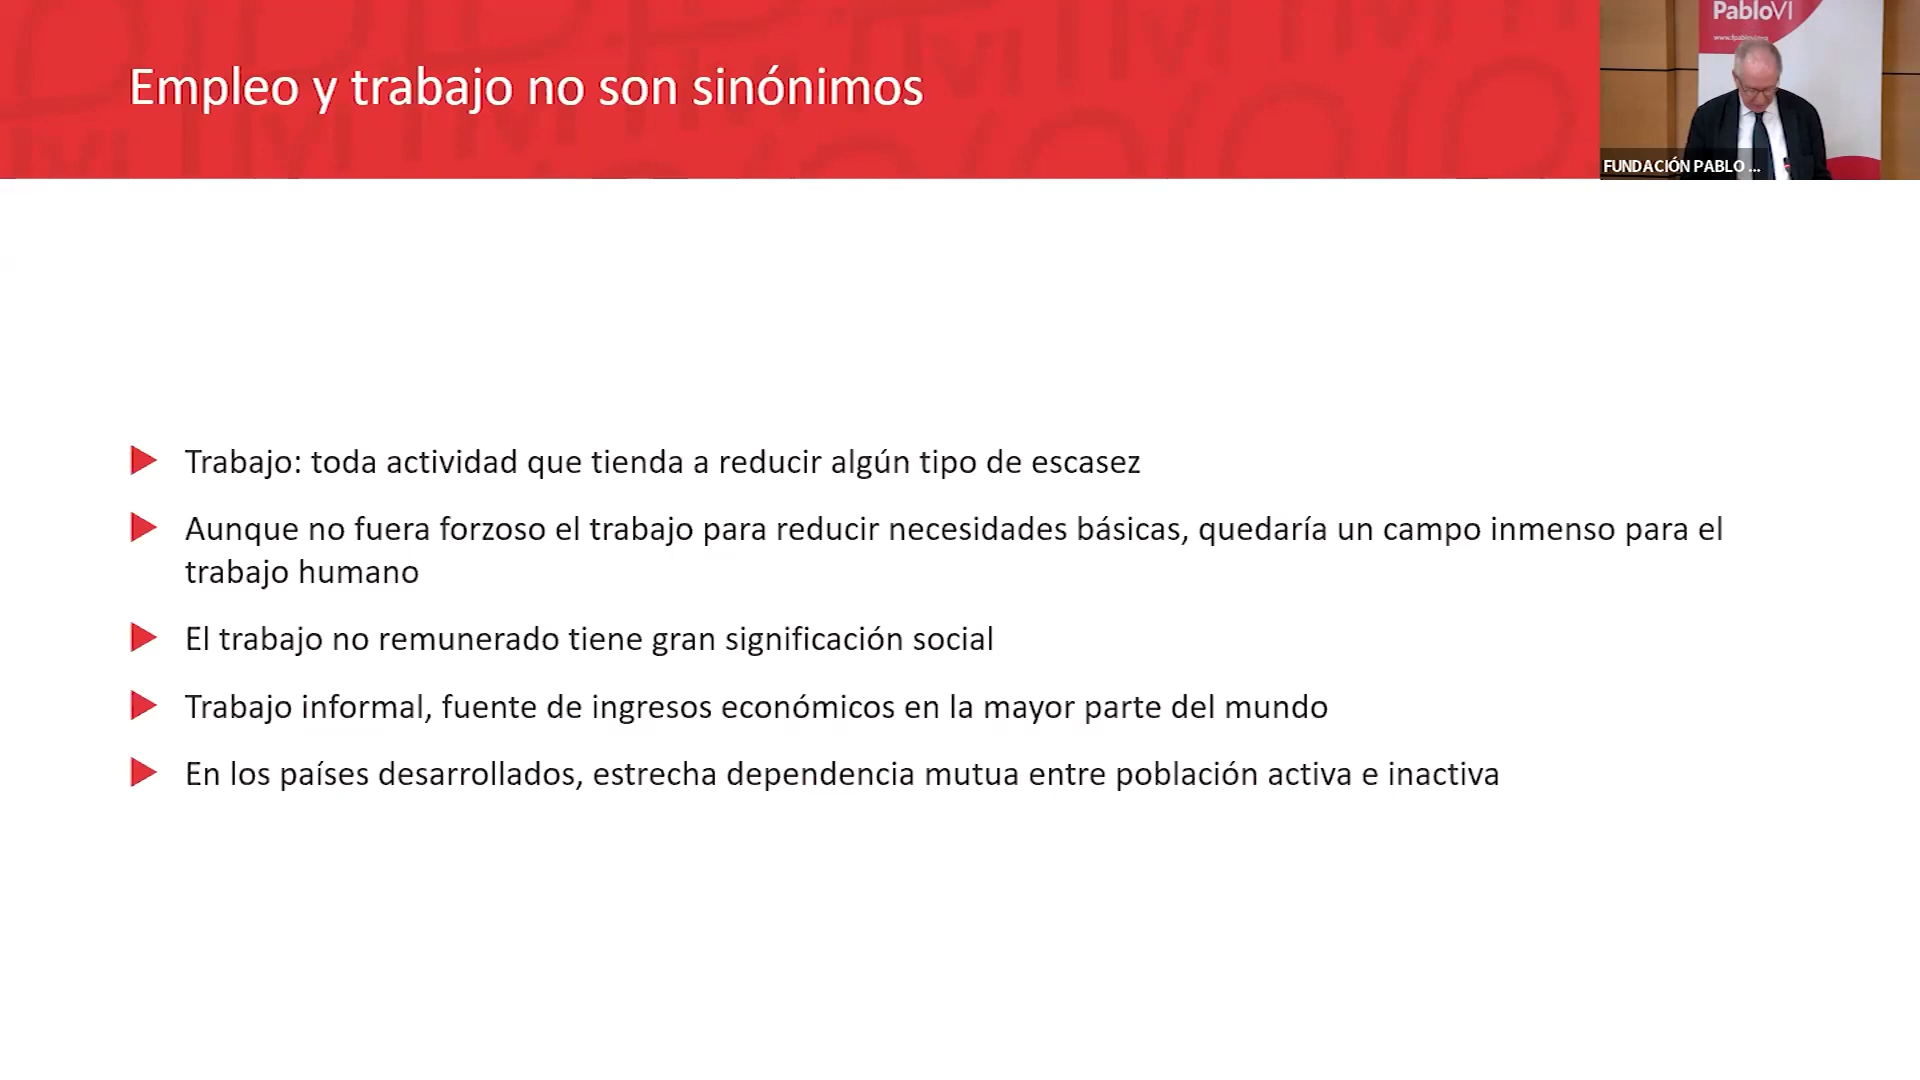 Empleo y trabajo no son sinónimos
PabloVI
FUNDACIÓN PABLO ...
Trabajo: toda actividad que tienda a reducir algún tipo de escasez
Aunque no fuera forzoso el trabajo para reducir necesidades básicas, quedaría un campo inmenso para el
trabajo humano
El trabajo no remunerado tiene gran significación social
Trabajo informal, fuente de ingresos económicos en la mayor parte del mundo
En los países desarrollados, estrecha dependencia mutua entre población activa e inactiva